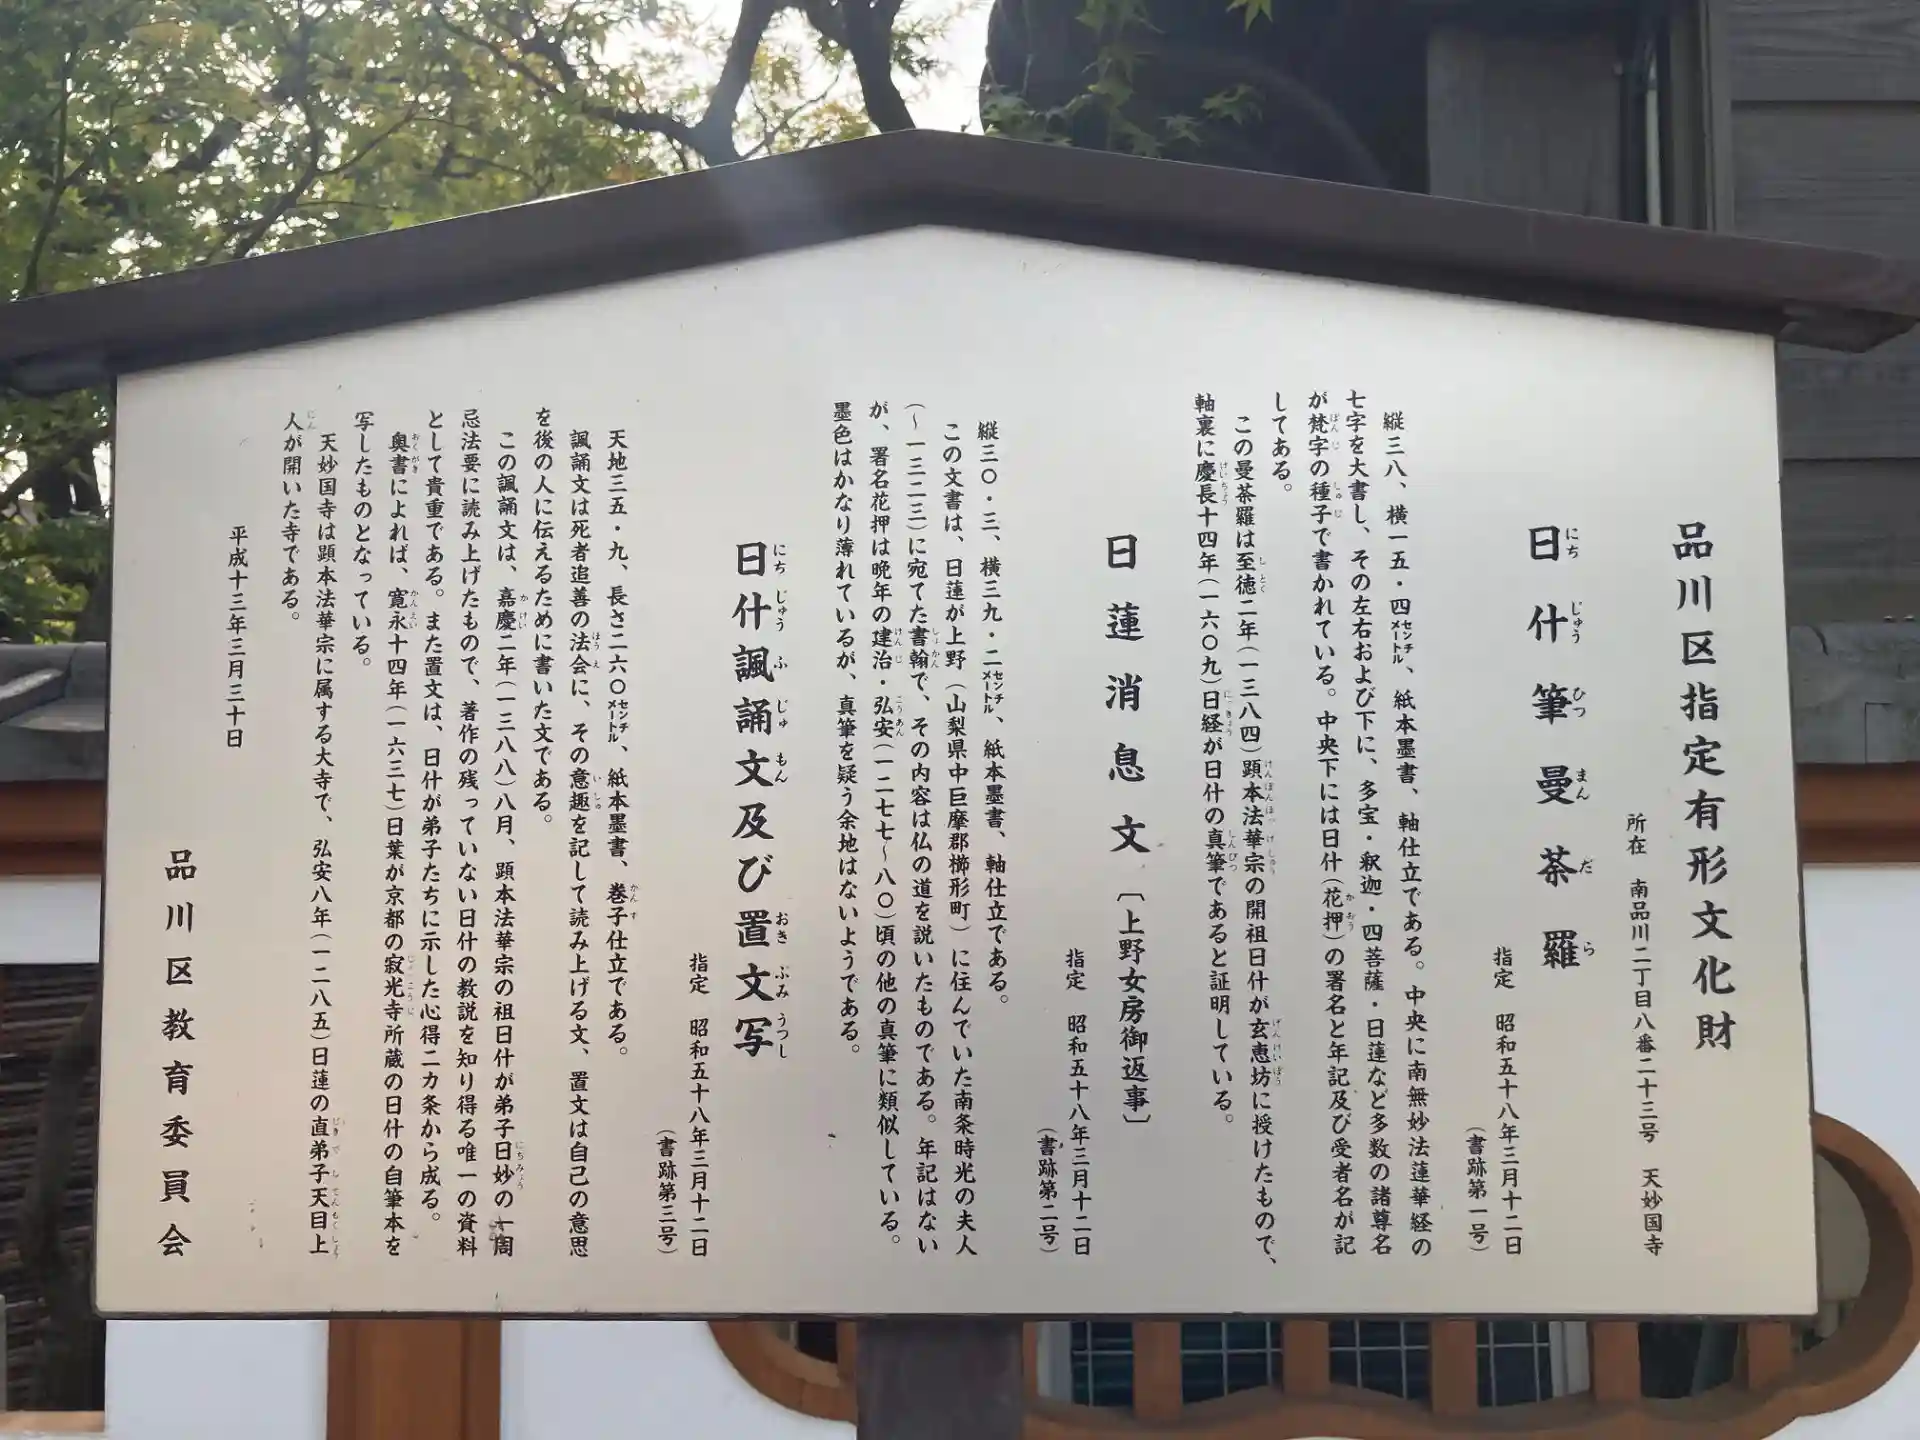 品川区指定有形文化財
所在　南品川二丁目八番二十三号　天妙国寺
日什筆曼荼羅
指定　昭和五十八年三月十二日
（書跡第一号）
縦三八、横一五・四センチメートル、紙本墨書、軸仕立である。中央に南無妙法蓮華経の
七字を大書し、その左右および下に、多宝・釈迦・四菩薩・日蓮など多数の諸尊名
が梵字の種子で書かれている。中央下には日什（花押）の署名と年記及び受者名が記
してある。
この曼荼羅は至徳二年（一三八四）顕本法華宗の開祖日什が玄恵坊に授けたもので、
軸裏に慶長十四年（一六〇九）日経が日什の真筆であると証明している。
日蓮消息文〔上野女房御返事〕
指定　昭和五十八年三月十二日
（書跡第二号）
縦三〇・三、横三九・二センチメートル、紙本墨書、軸仕立である。
この文書は、日蓮が上野（山梨県中巨摩郡櫛形町）に住んでいた南条時光の夫人
（～一三二三）に宛てた書翰で、その内容は仏の道を説いたものである。年記はない
が、署名花押は晩年の建治・弘安（一二七七～八〇）頃の他の真筆に類似している。
墨色はかなり薄れているが、真筆を疑う余地はないようである。
日什諷誦文及び置文写
指定　昭和五十八年三月十二日
（書跡第三号）
天地三五・九、長さ二六〇センチメートル、紙本墨書、巻子仕立である。
諷誦文は死者追善の法会に、その意趣を記して読み上げる文、置文は自己の意思
を後の人に伝えるために書いた文である。
この諷誦文は、嘉慶二年（一三八八）八月、顕本法華宗の祖日什が弟子日妙の一周
忌法要に読み上げたもので、著作の残っていない日什の教説を知り得る唯一の資料
として貴重である。また置文は、日什が弟子たちに示した心得二カ条から成る。
奥書によれば、寛永十四年（一六三七）日葉が京都の寂光寺所蔵の日什の自筆本を
写したものとなっている。
天妙国寺は顕本法華宗に属する大寺で、弘安八年（一二八五）日蓮の直弟子天目上
人が開いた寺である。
平成十三年三月三十日
品川区教育委員会